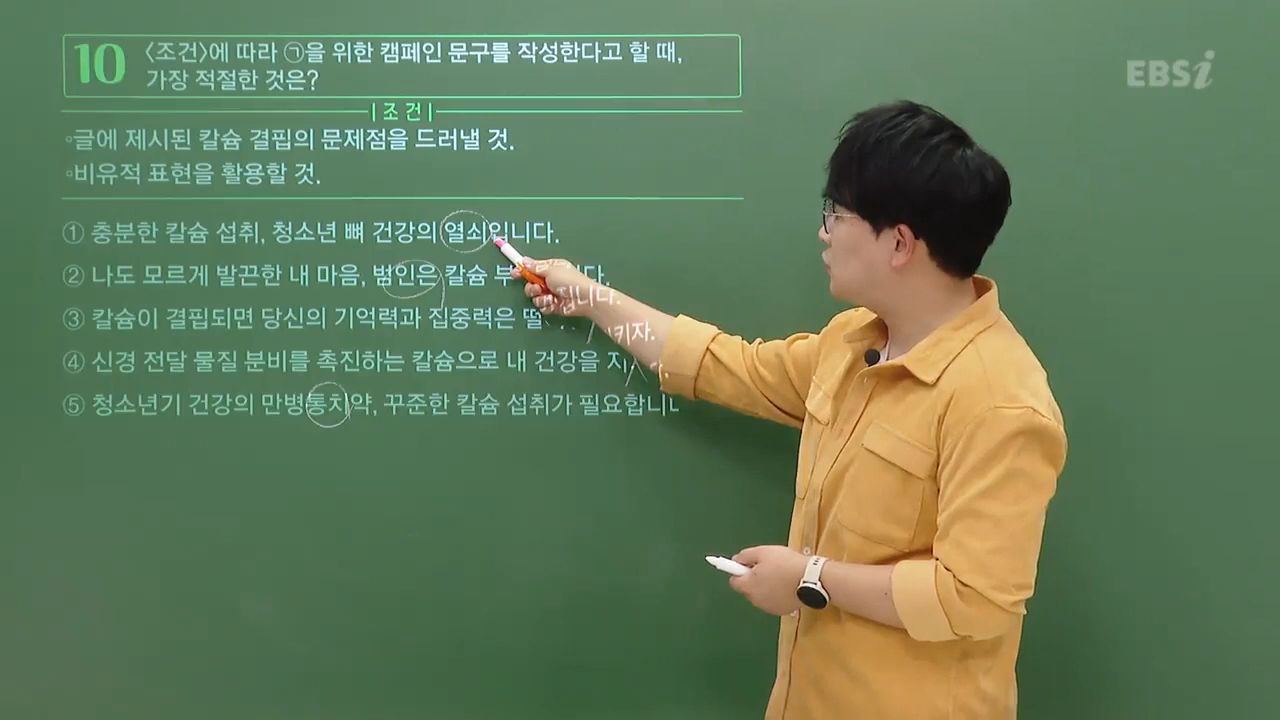 10
〈조건〉에 따라 ㉠을 위한 캠페인 문구를 작성한다고 할 때,
가장 적절한 것은?
EBSi
| 조 건 |
◦글에 제시된 칼슘 결핍의 문제점을 드러낼 것.
◦비유적 표현을 활용할 것.
① 충분한 칼슘 섭취, 청소년 뼈 건강의 열쇠입니다.
② 나도 모르게 발끈한 내 마음, 범인은 칼슘 부
③ 칼슘이 결핍되면 당신의 기억력과 집중력은 떨
④ 신경 전달 물질 분비를 촉진하는 칼슘으로 내 건강을 키자.
⑤ 청소년기 건강의 만병통치약, 꾸준한 칼슘 섭취가 필요합니